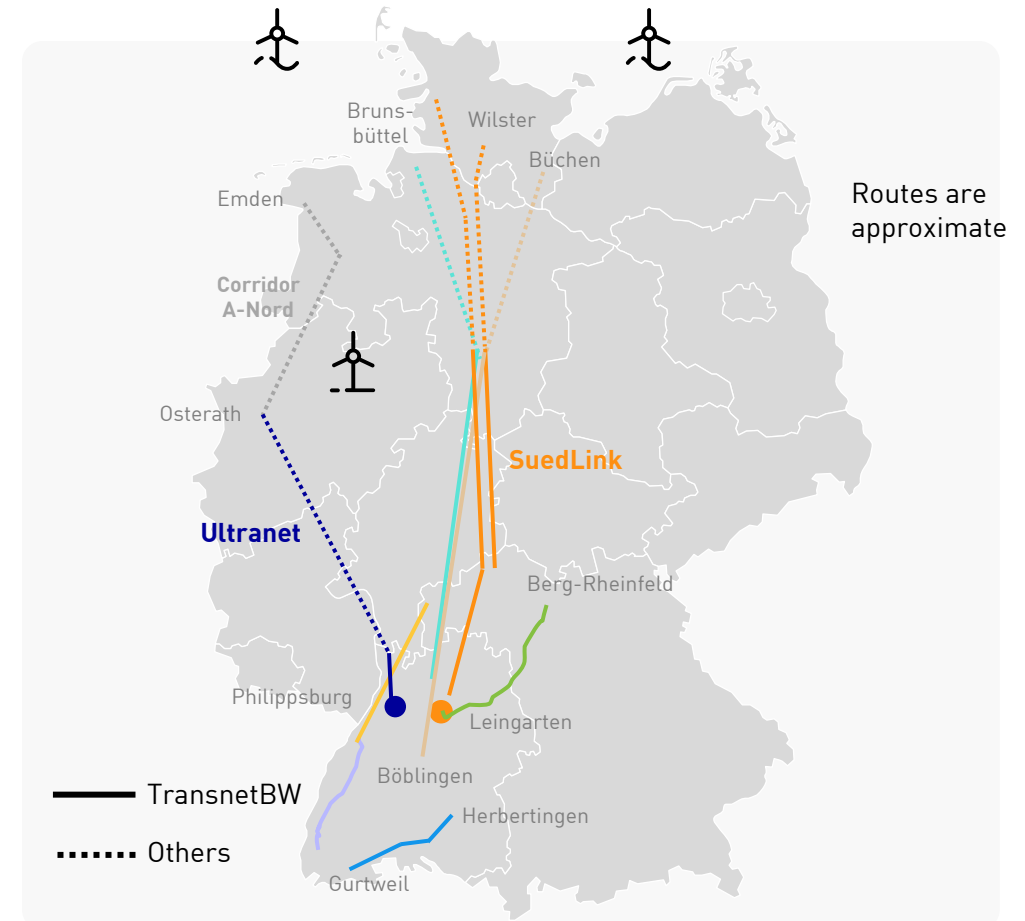 Bruns-
büttel
Wilster
Büchen
Emden
Routes are
approximate
Corridor
A-Nord
Osterath
SuedLink
Ultranet
Berg-Rheinfeld
Philippsburg
Leingarten
Böblingen
TransnetBW
Herbertingen
Others
Gurtweil